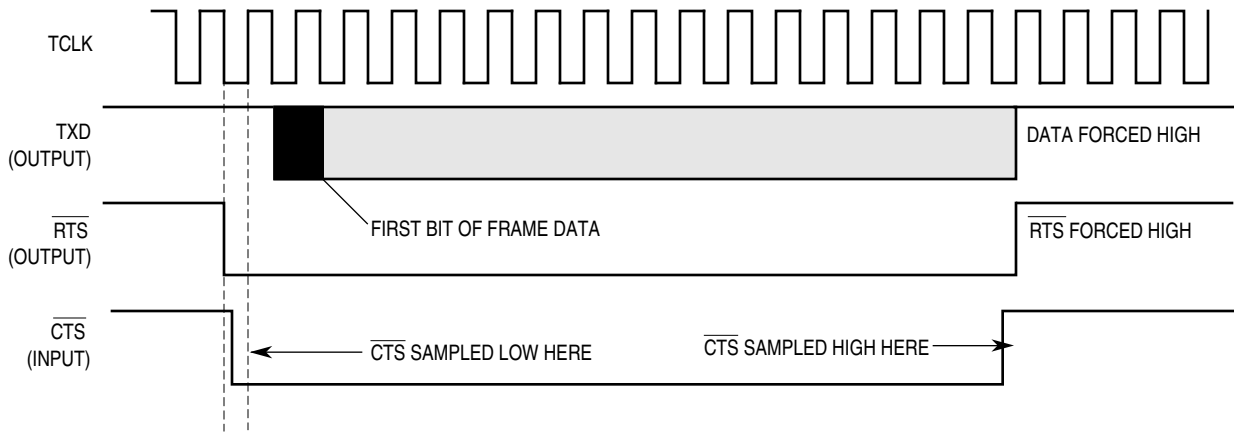 TCLK
TXD
(OUTPUT)
DATA FORCED HIGH
FIRST BIT OF FRAME DATA
RTS
(OUTPUT)
RTS FORCED HIGH
CTS
(INPUT)
CTS SAMPLED LOW HERE
CTS SAMPLED HIGH HERE